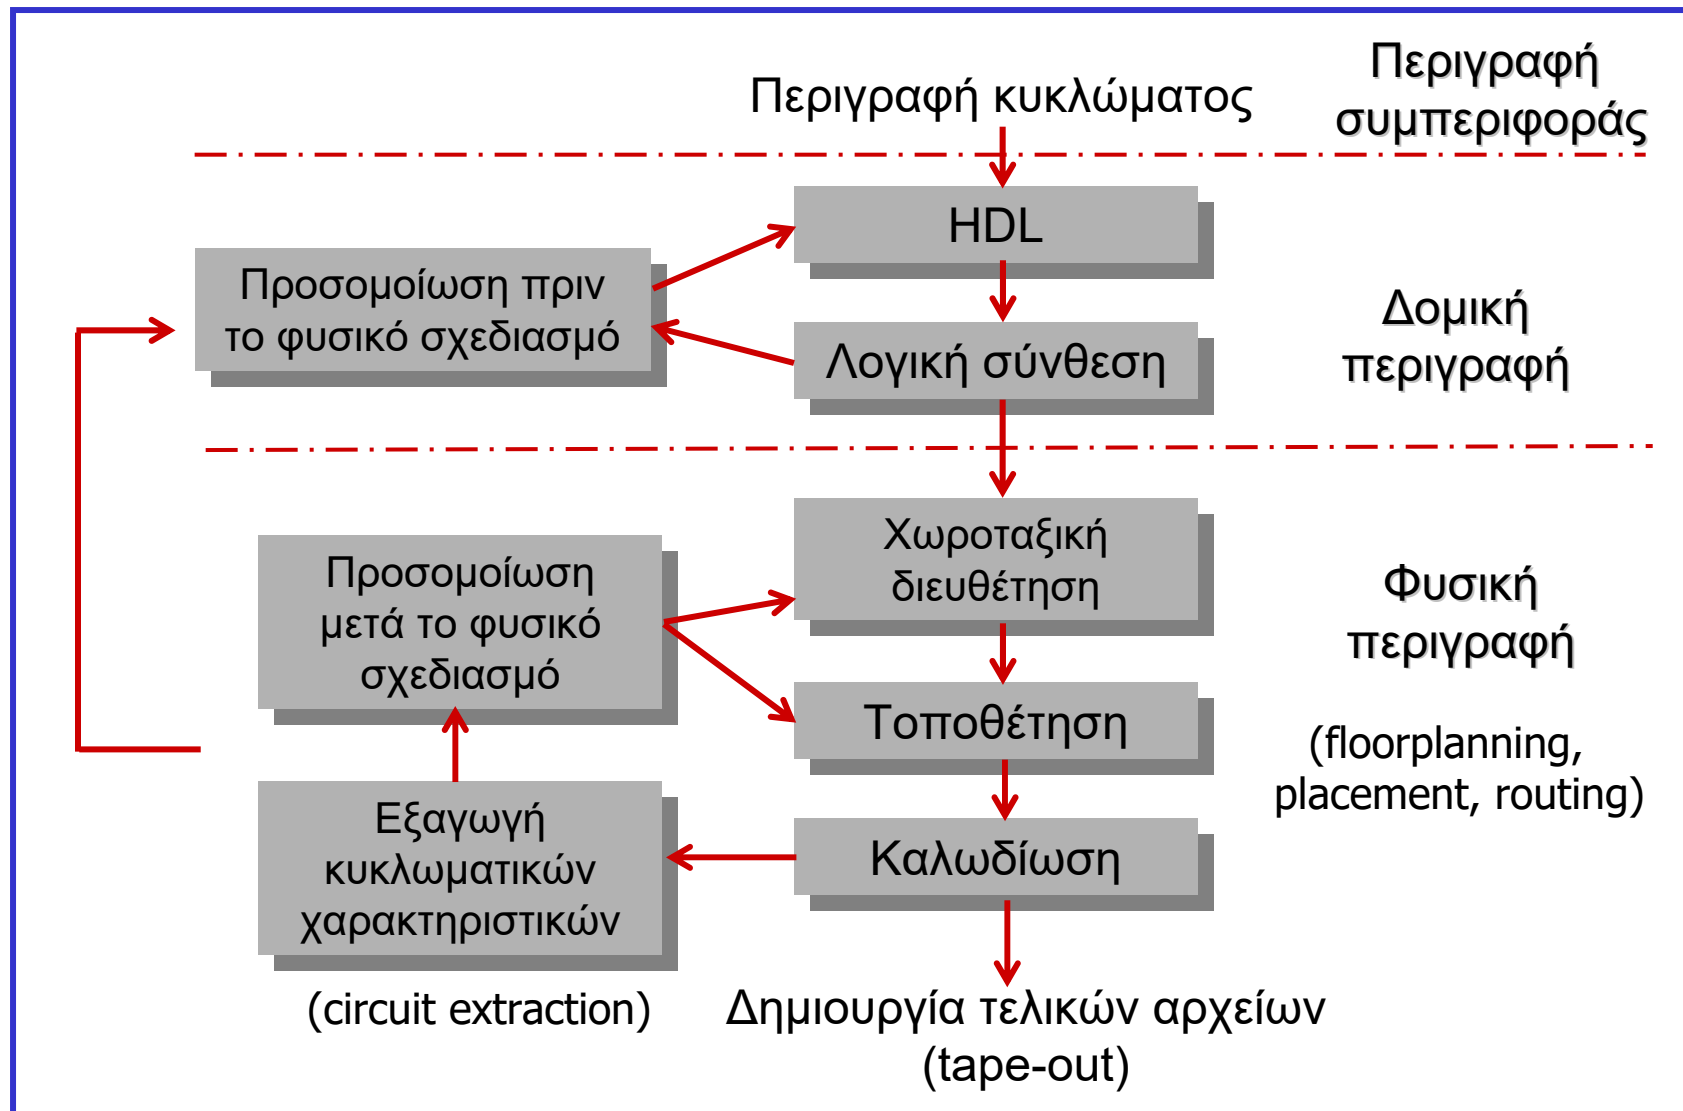 Περιγραφή κυκλώματος
Περιγραφή
συμπεριφοράς
HDL
Προσομοίωση πριν
το φυσικό σχεδιασμό
Λογική σύνθεση
Δομική
περιγραφή
Χωροταξική
διευθέτηση
Προσομοίωση
μετά το φυσικό
σχεδιασμό
Φυσική
περιγραφή
Τοποθέτηση
(floorplanning,
placement, routing)
Εξαγωγή
κυκλωματικών
χαρακτηριστικών
Καλωδίωση
(circuit extraction)
Δημιουργία τελικών αρχείων
(tape-out)